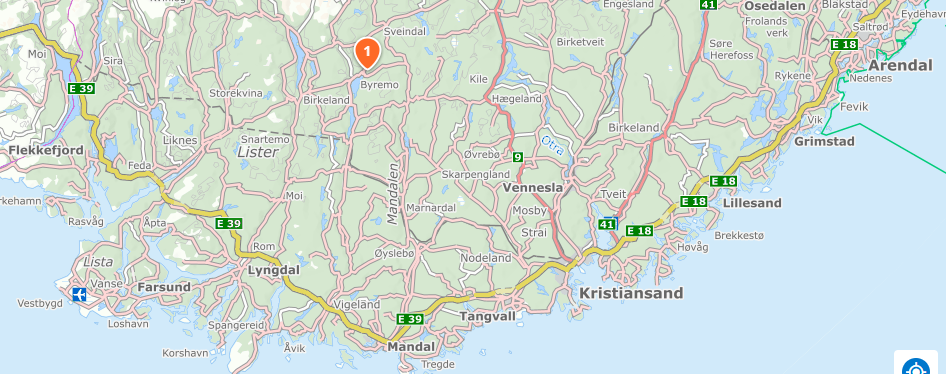 41
Osedalen
Blakstad
Eydehavn
Sveindal
Frolands
verk
Saltrød
Birketveit
Søre
Herefoss
E 18
Moi
Sira
1
Arendal
Rykene
Nedenes
Kile
Byremo
E 39
Storekvina
Birkeland
Hægeland
Fevik
Vik
Birkeland
Snartemo
Liknes
Grimstad
Flekkefjord
Lister
Otra
Øvrebø
9
Feda
Skarpengland
Vennesla
E 18
Mandalen
Moi
Tveit
E 18
Lillesand
Marnardal
Mosby
Rasvåg
Åpta
E 39
41
Strai
E 18
Brekkestø
Høvåg
Rom
Øyslebø
Nodeland
Lista
Lyngdal
Vanse
Farsund
Kristiansand
Vestbygd
Vigeland
Loshavn
Spangereid
E 39
Tangvall
Korshavn
Åvik
Mandal
Tregde